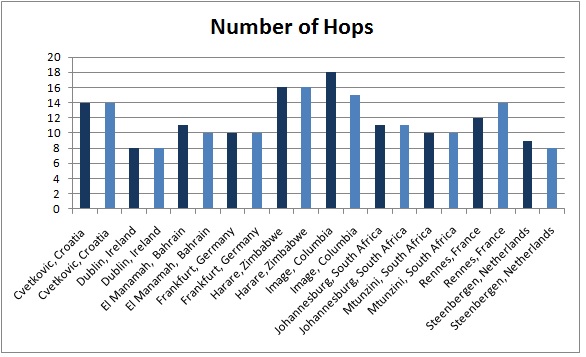 Number of Hops
20
18
16
14
12
10
8
6
4
2
0
Cvetkovic, Croatia
Cvetkovic, Croatia
Dublin, Ireland
Dublin, Ireland
El Manamah, Bahrain
El Manamah, Bahrain
Frankfurt, Germany
Frankfurt, Germany
Harare, Zimbabwe
Harare, Zimbabwe
Image, Columbia
Image, Columbia
Johannesburg, South Africa
Johannesburg, South Africa
Mtunzini, South Africa
Mtunzini, South Africa
Rennes, France
Rennes, France
Steenbergen, Netherlands
Steenbergen, Netherlands